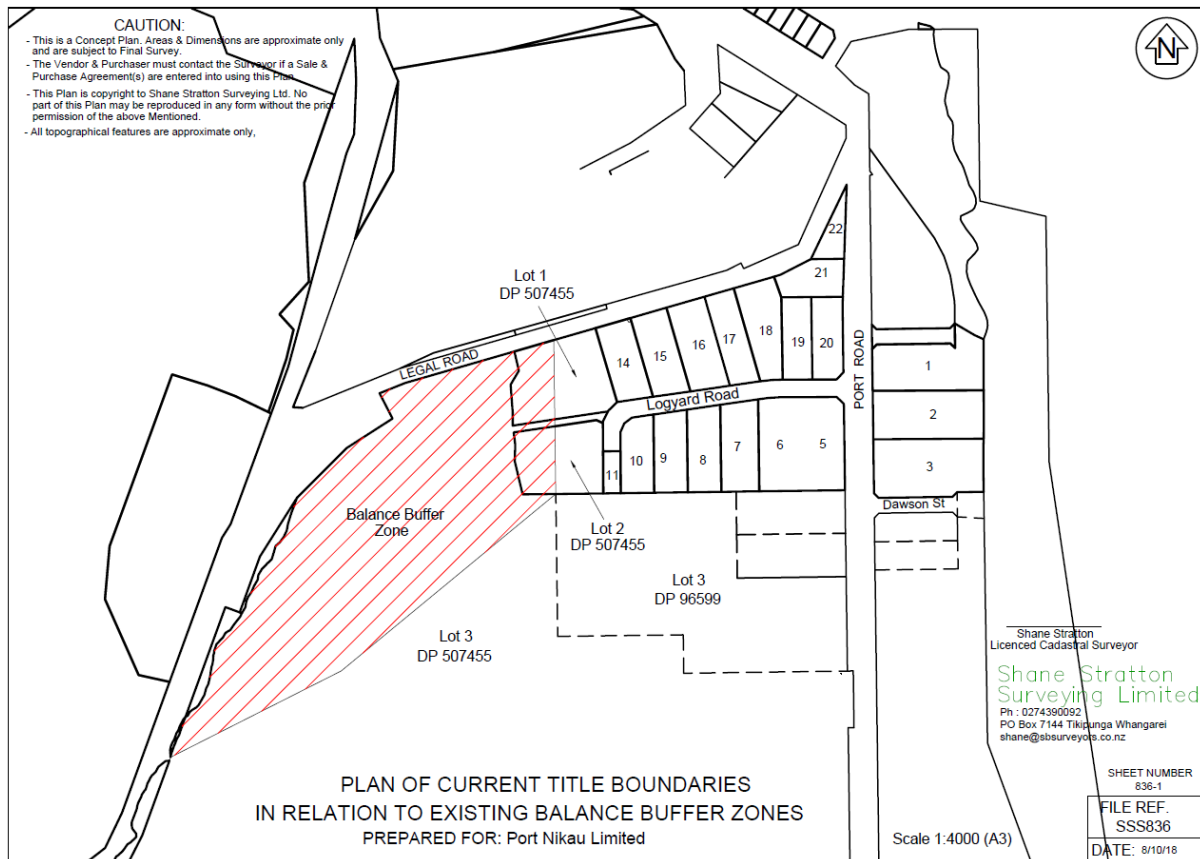 CAUTION:
- This is a Concept Plan. Areas & Dimensions are approximate only
and are subject to Final Survey.
- The Vendor & Purchaser must contact the Surveyor if a Sale &
Purchase Agreement(s) are entered into using this Plan
- This Plan is copyright to Shane Stratton Surveying Ltd. No
part of this Plan may be reproduced in any form without the prior
permission of the above Mentioned.
- All topographical features are approximate only,
N
22
21
Lot 1
DP 507455
LEGAL ROAD
14
15
16
17
18
19
20
PORT ROAD
1
Logyard Road
2
11
10
9
8
7
6
5
3
Dawson St
Balance Buffer
Zone
Lot 2
DP 507455
Lot 3
DP 96599
Lot 3
DP 507455
Shane Stratton
Licenced Cadastral Surveyor
Shane Stratton
Surveying Limited
Ph : 0274390092
PO Box 7144 Tikipunga Whangarei
shane@sbsurveyors.co.nz
PLAN OF CURRENT TITLE BOUNDARIES
IN RELATION TO EXISTING BALANCE BUFFER ZONES
PREPARED FOR: Port Nikau Limited
Scale 1:4000 (A3)
SHEET NUMBER
836-1
FILE REF.
SSS836
DATE: 8/10/18